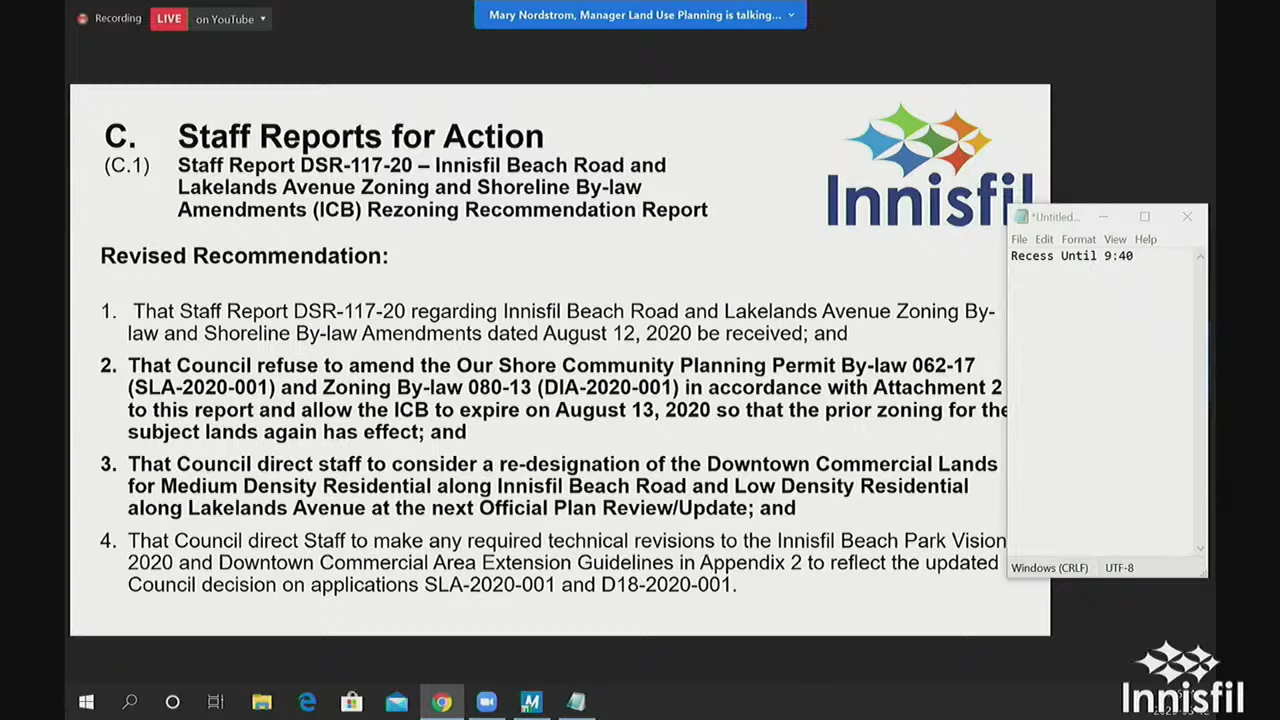 Recording LIVE on YouTube
Mary Nordstrom, Manager Land Use Planning is talking...
C. Staff Reports for Action
(C.1) Staff Report DSR-117-20 – Innisfil Beach Road and
Lakelands Avenue Zoning and Shoreline By-law
Amendments (ICB) Rezoning Recommendation Report
Innisfil
Revised Recommendation:
1. That Staff Report DSR-117-20 regarding Innisfil Beach Road and Lakelands Avenue Zoning By-
law and Shoreline By-law Amendments dated August 12, 2020 be received; and
2. That Council refuse to amend the Our Shore Community Planning Permit By-law 062-17
(SLA-2020-001) and Zoning By-law 080-13 (DIA-2020-001) in accordance with Attachment 2
to this report and allow the ICB to expire on August 13, 2020 so that the prior zoning for the
subject lands again has effect; and
3. That Council direct staff to consider a re-designation of the Downtown Commercial Lands
for Medium Density Residential along Innisfil Beach Road and Low Density Residential
along Lakelands Avenue at the next Official Plan Review/Update; and
4. That Council direct Staff to make any required technical revisions to the Innisfil Beach Park Vision
2020 and Downtown Commercial Area Extension Guidelines in Appendix 2 to reflect the updated
Council decision on applications SLA-2020-001 and D18-2020-001.
*Untitled...
File Edit Format View Help
Recess Until 9:40
Windows (CRLF) UTF-8
Innisfil